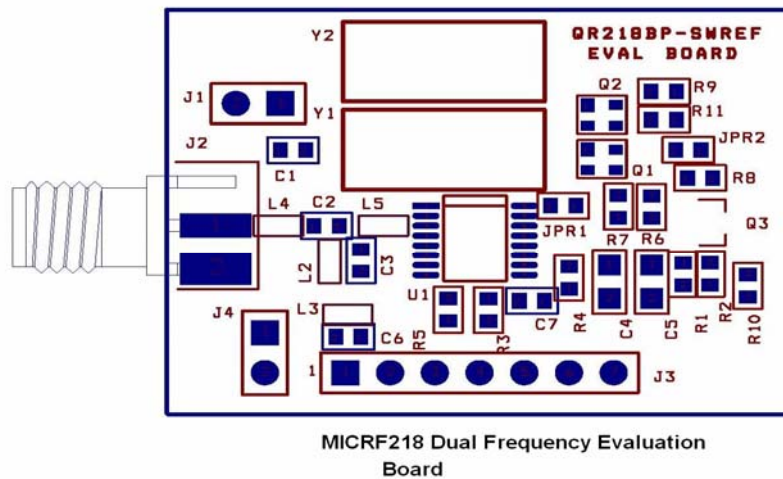 Y2
QR218BP-SWREF
EVAL BOARD
J1
Q2
R9
Y1
R11
J2
JPR2
C1
Q1
R8
L4
C2
L5
JPR1
R7
R6
Q3
L2
C3
U1
L3
C6
R5
R3
C7
R4
C4
C5
R1
R2
R10
J4
1
J3
MICRF218 Dual Frequency Evaluation
Board